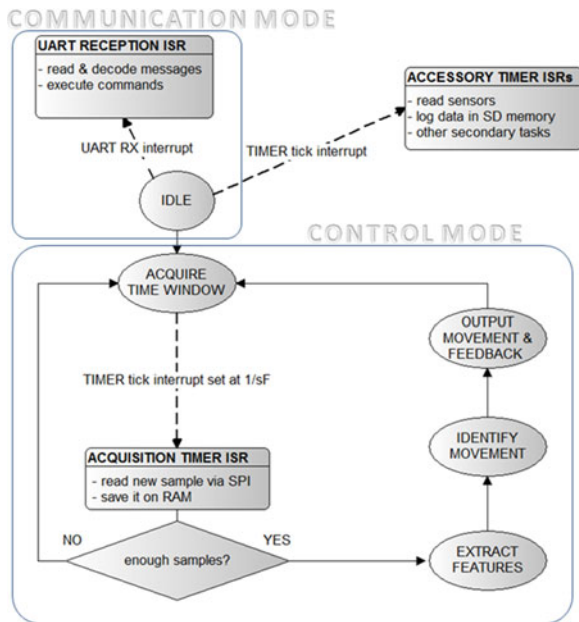 COMMUNICATION MODE
UART RECEPTION ISR
- read & decode messages
- execute commands
ACCESSORY TIMER ISRs
- read sensors
- log data in SD memory
- other secondary tasks
UART RX interrupt
TIMER tick interrupt
IDLE
CONTROL MODE
ACQUIRE
TIME WINDOW
OUTPUT
MOVEMENT &
FEEDBACK
TIMER tick interrupt set at 1/sF
IDENTIFY
MOVEMENT
ACQUISITION TIMER ISR
- read new sample via SPI
- save it on RAM
NO
YES
enough samples?
EXTRACT
FEATURES